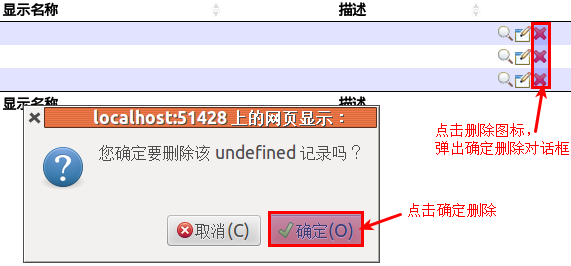 显示名称 描述
点击删除图标，
弹出确定删除对话框
显示名称 描述
localhost:51428 上的网页显示：
您确定要删除该 undefined 记录吗？
取消(C) 确定(O)
点击确定删除